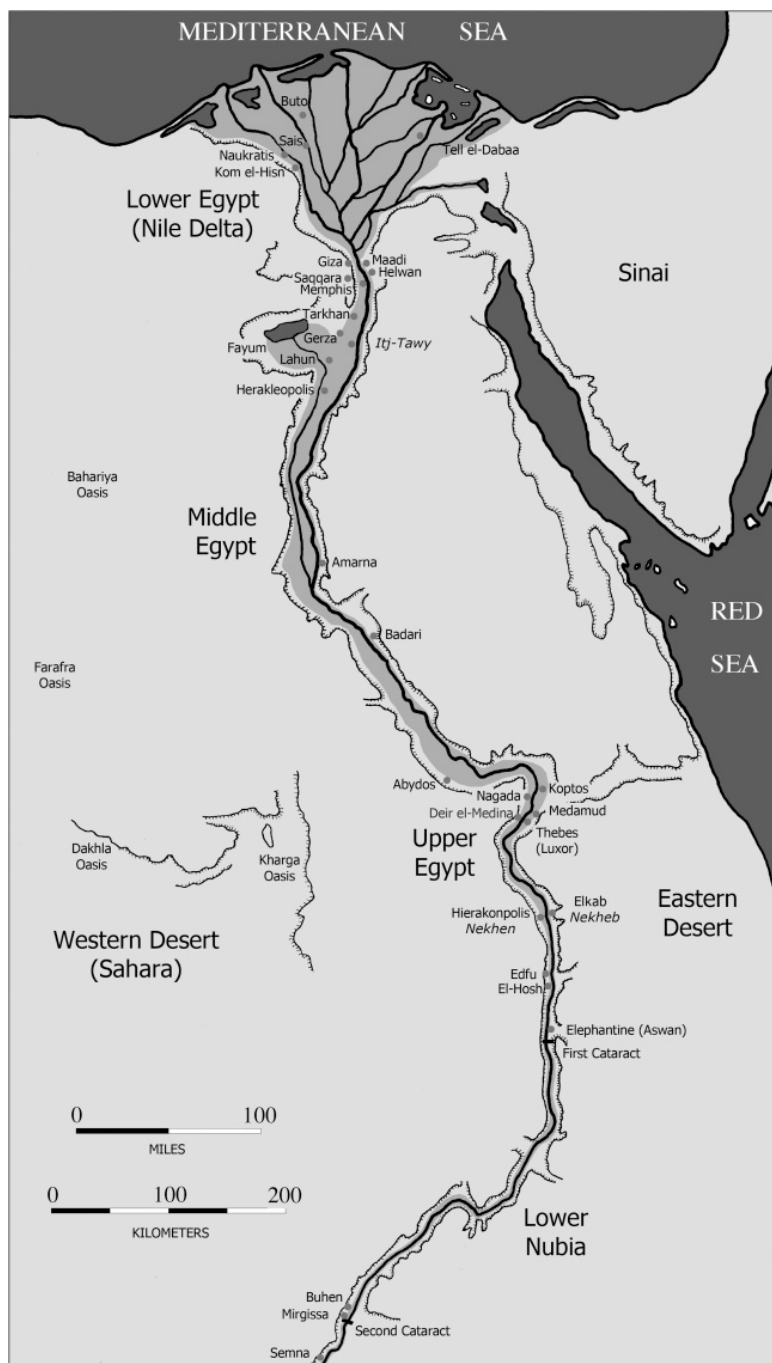 MEDITERRANEAN SEA
Buto
Sais
Naukratis
Tell el-Dabaa
Kom el-Hisn
Lower Egypt
(Nile Delta)
Giza
Maadi
Saqqara
Helwan
Memphis
Sinai
Tarkhan
Gerza
Itj-Tawy
Fayum
Lahun
Herakleopolis
Bahariya
Oasis
Middle
Egypt
Amarna
RED
SEA
Badari
Farafra
Oasis
Abydos
Koptos
Nagada
Deir el-Medina
Medamud
Thebes
(Luxor)
Upper
Egypt
Dakhla
Oasis
Kharga
Oasis
Elkab
Nekheb
Hierakonpolis
Nekhen
Eastern
Desert
Western Desert
(Sahara)
Edfu
El-Hosh
Elephantine (Aswan)
First Cataract
0 100
MILES
0 100 200
KILOMETERS
Lower
Nubia
Buhen
Mirgissa
Second Cataract
Semna